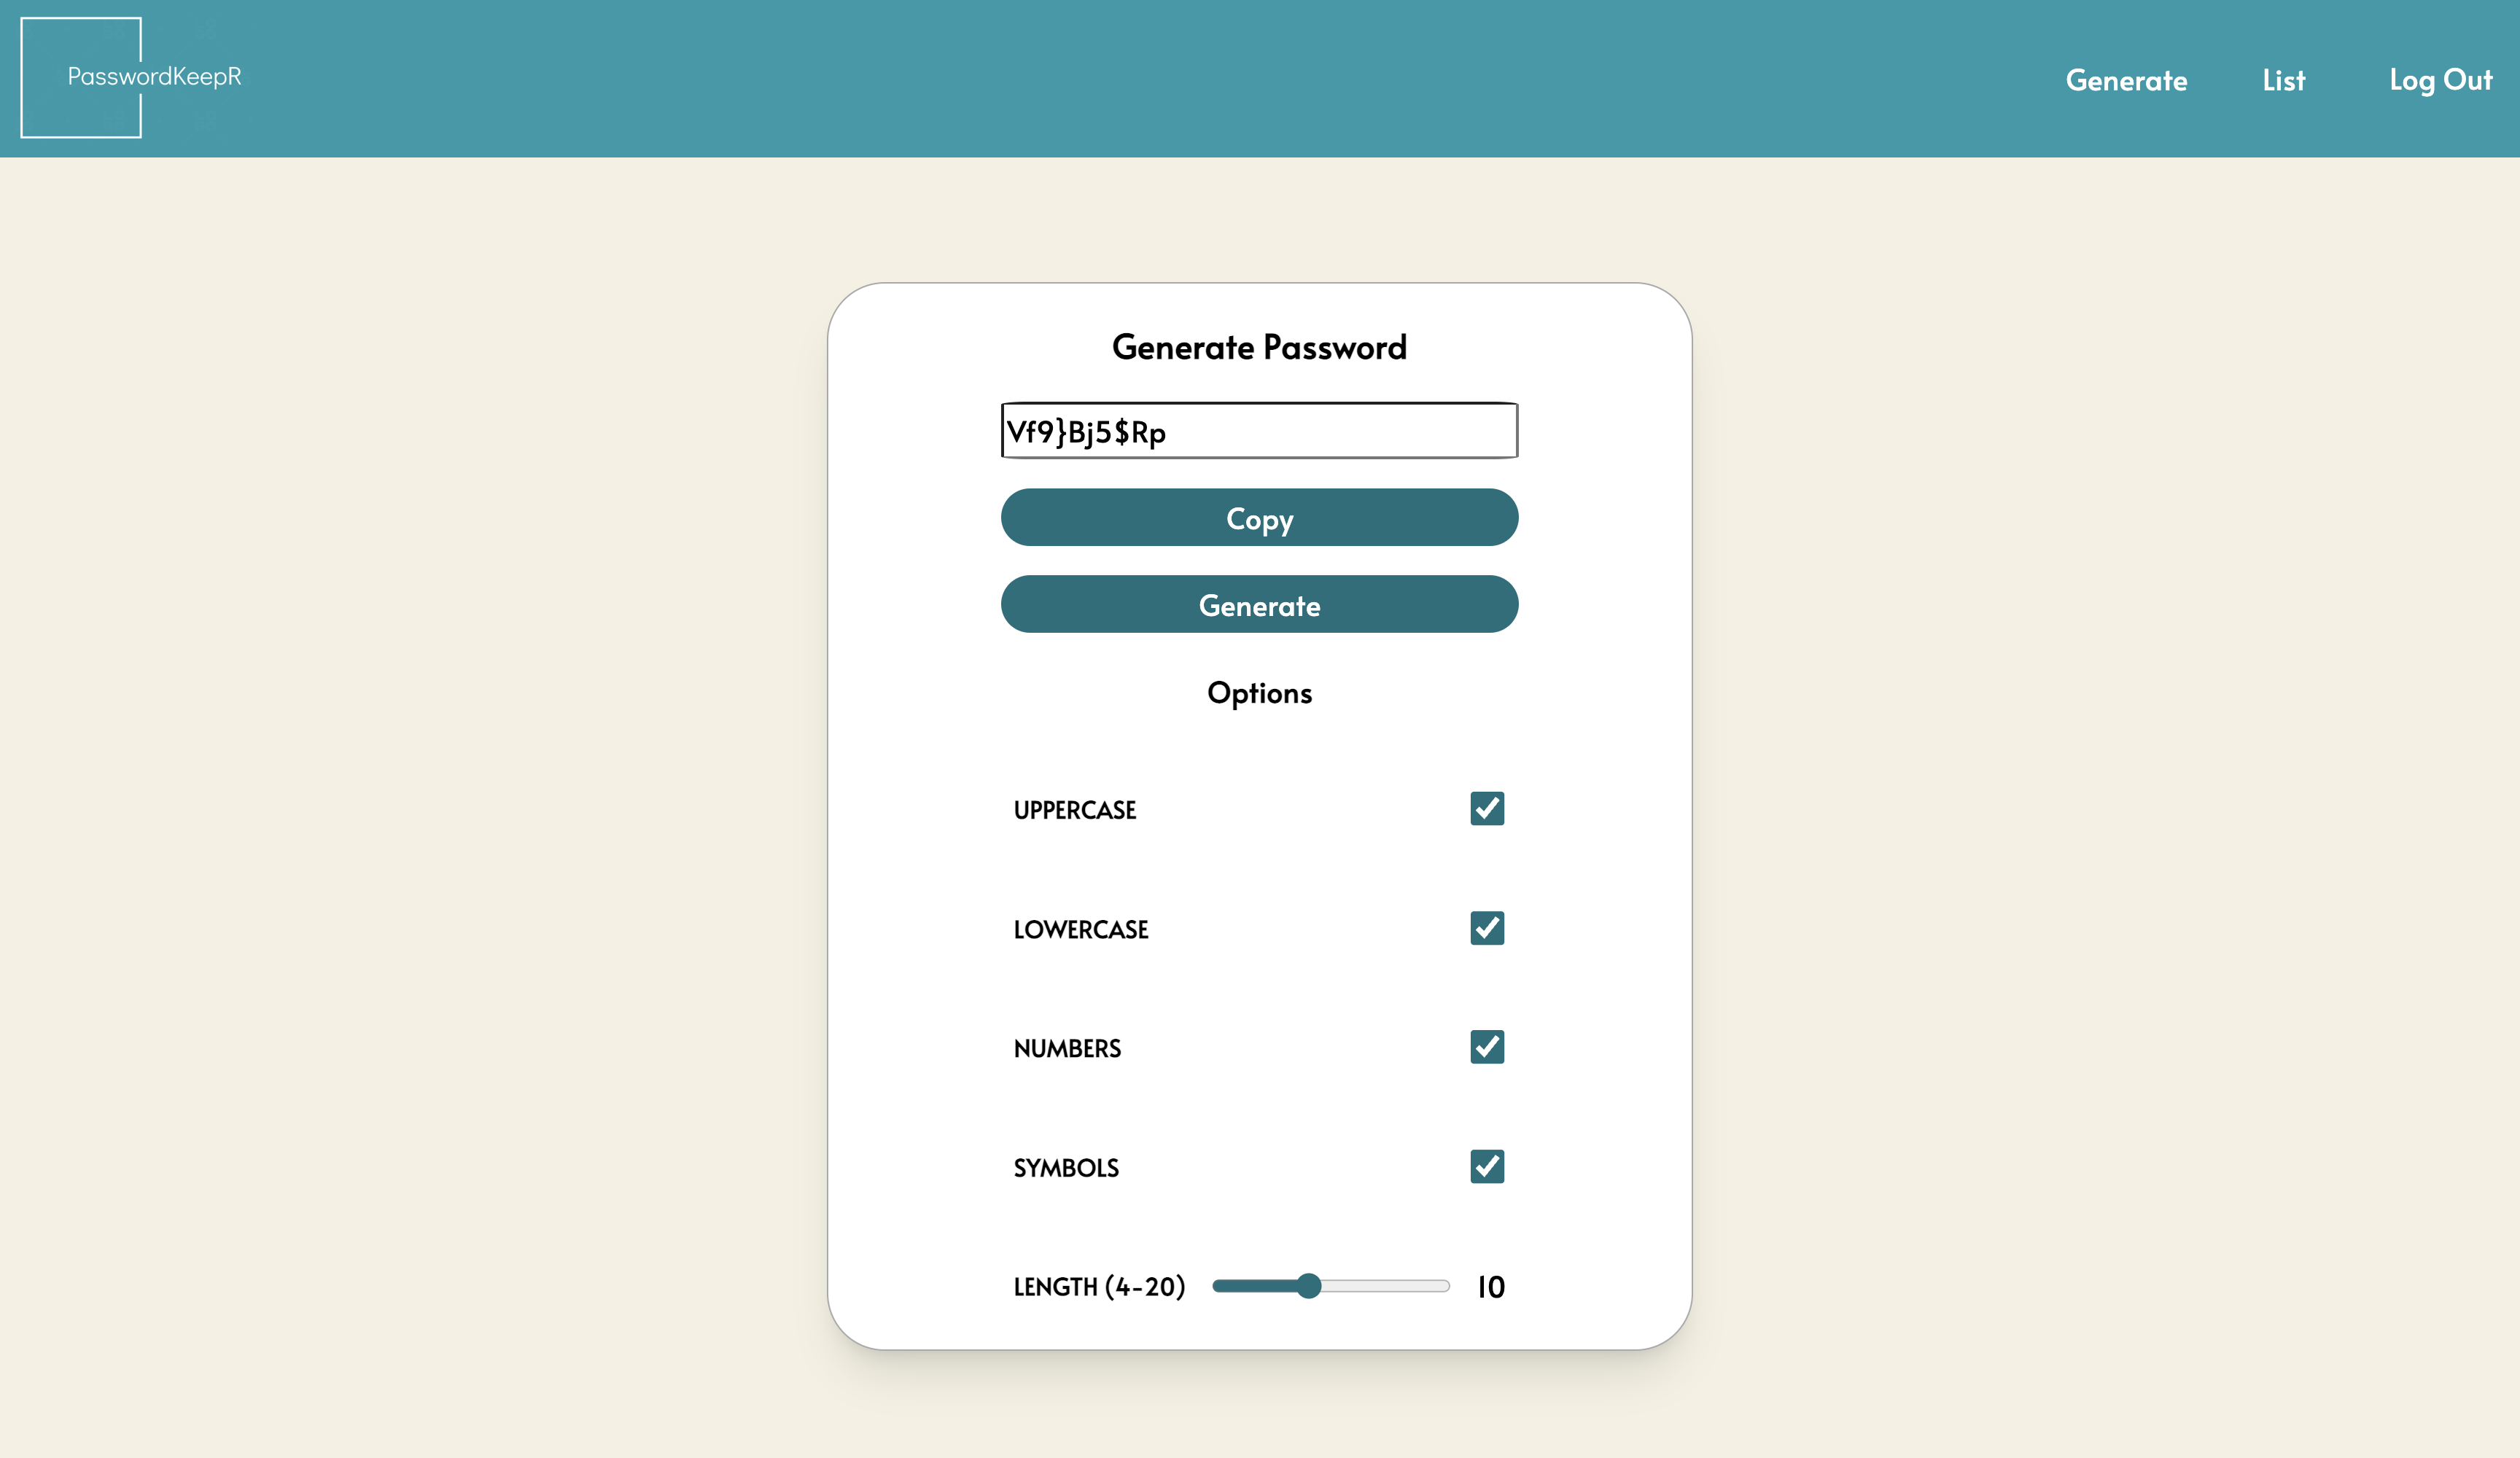 PasswordKeepR
Generate List Log Out
Generate Password
Vf9}Bj5$Rp
Copy
Generate
Options
UPPERCASE
LOWERCASE
NUMBERS
SYMBOLS
LENGTH (4-20) 10